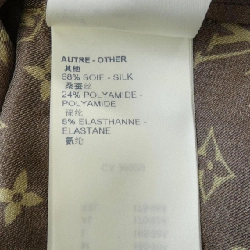 AUTRE - OTHER
其他
68% SOIE - SILK
桑蚕丝
24% POLYAMIDE -
POLYAMIDE
锦纶
8% ELASTHANNE -
ELASTANE
氨纶